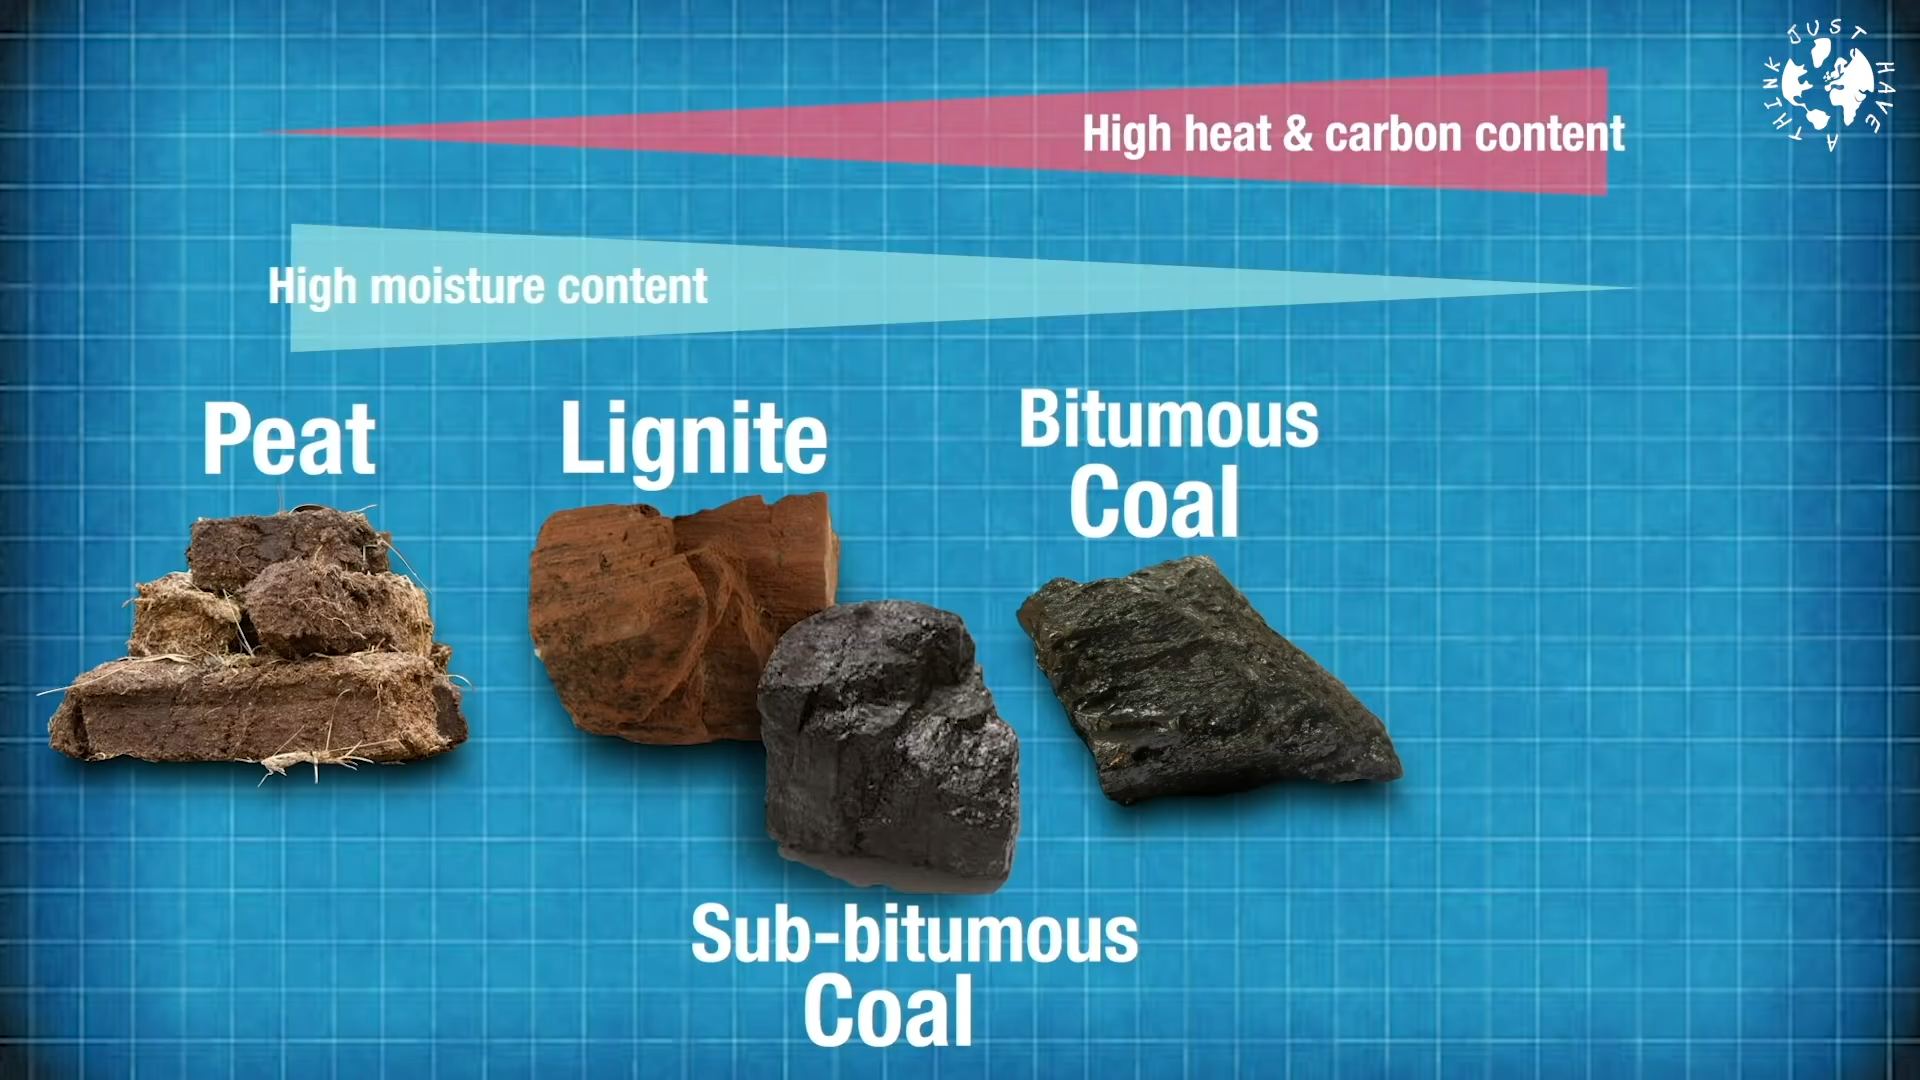 JUST HAVE A THINK
High heat & carbon content
High moisture content
Peat
Lignite
Bitumous
Coal
Sub-bitumous
Coal